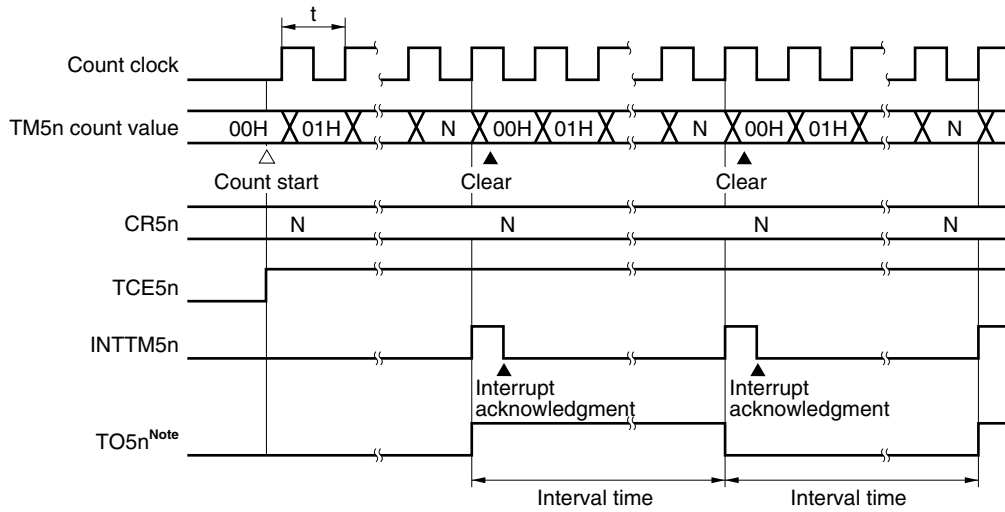 t
Count clock
TM5n count value 00H 01H N 00H 01H N 00H 01H N
Count start Clear Clear
CR5n N N N N
TCE5n
INTTM5n
Interrupt acknowledgment Interrupt acknowledgment
TO5nNote
Interval time Interval time